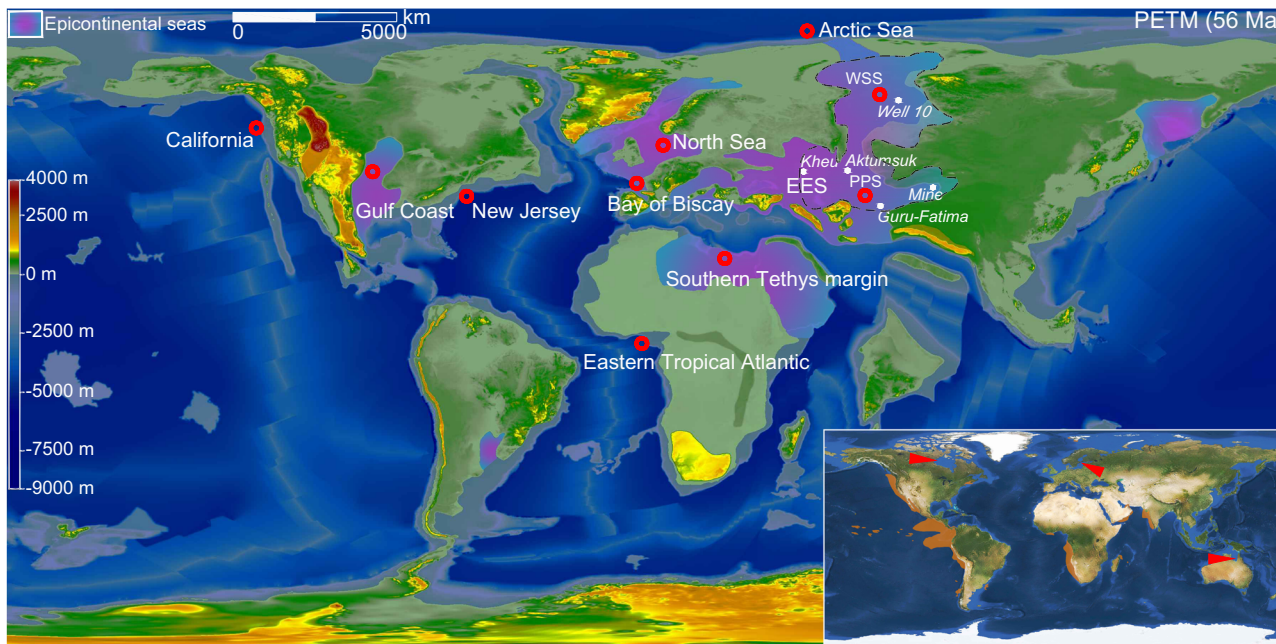 Epicontinental seas
0 5000 km
PETM (56 Ma
Arctic Sea
WSS
Well 10
California
North Sea
Kheu
Aktumsuk
EES
PPS
Mine
Gulf Coast
New Jersey
Bay of Biscay
Guru-Fatima
Southern Tethys margin
Eastern Tropical Atlantic
4000 m
2500 m
0 m
-2500 m
-5000 m
-7500 m
-9000 m